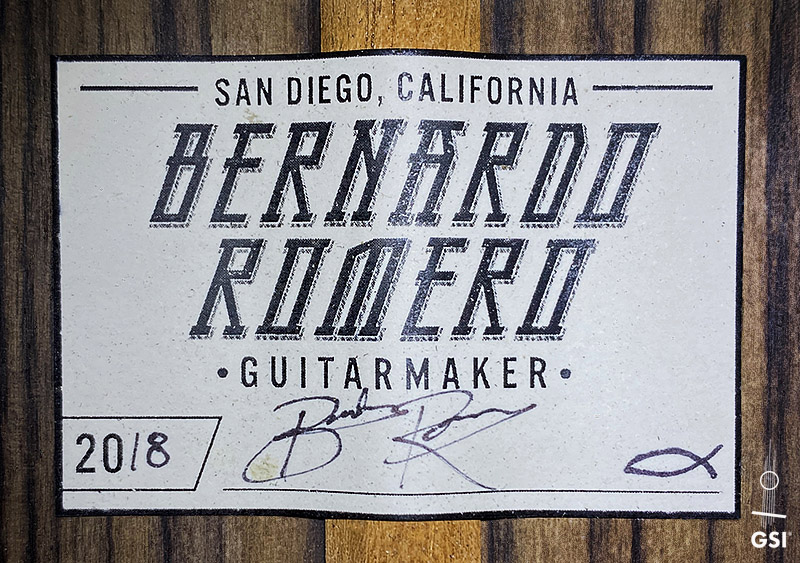 SAN DIEGO, CALIFORNIA
BERNARDO
ROMERO
•GUITARMAKER•
2018
GSI